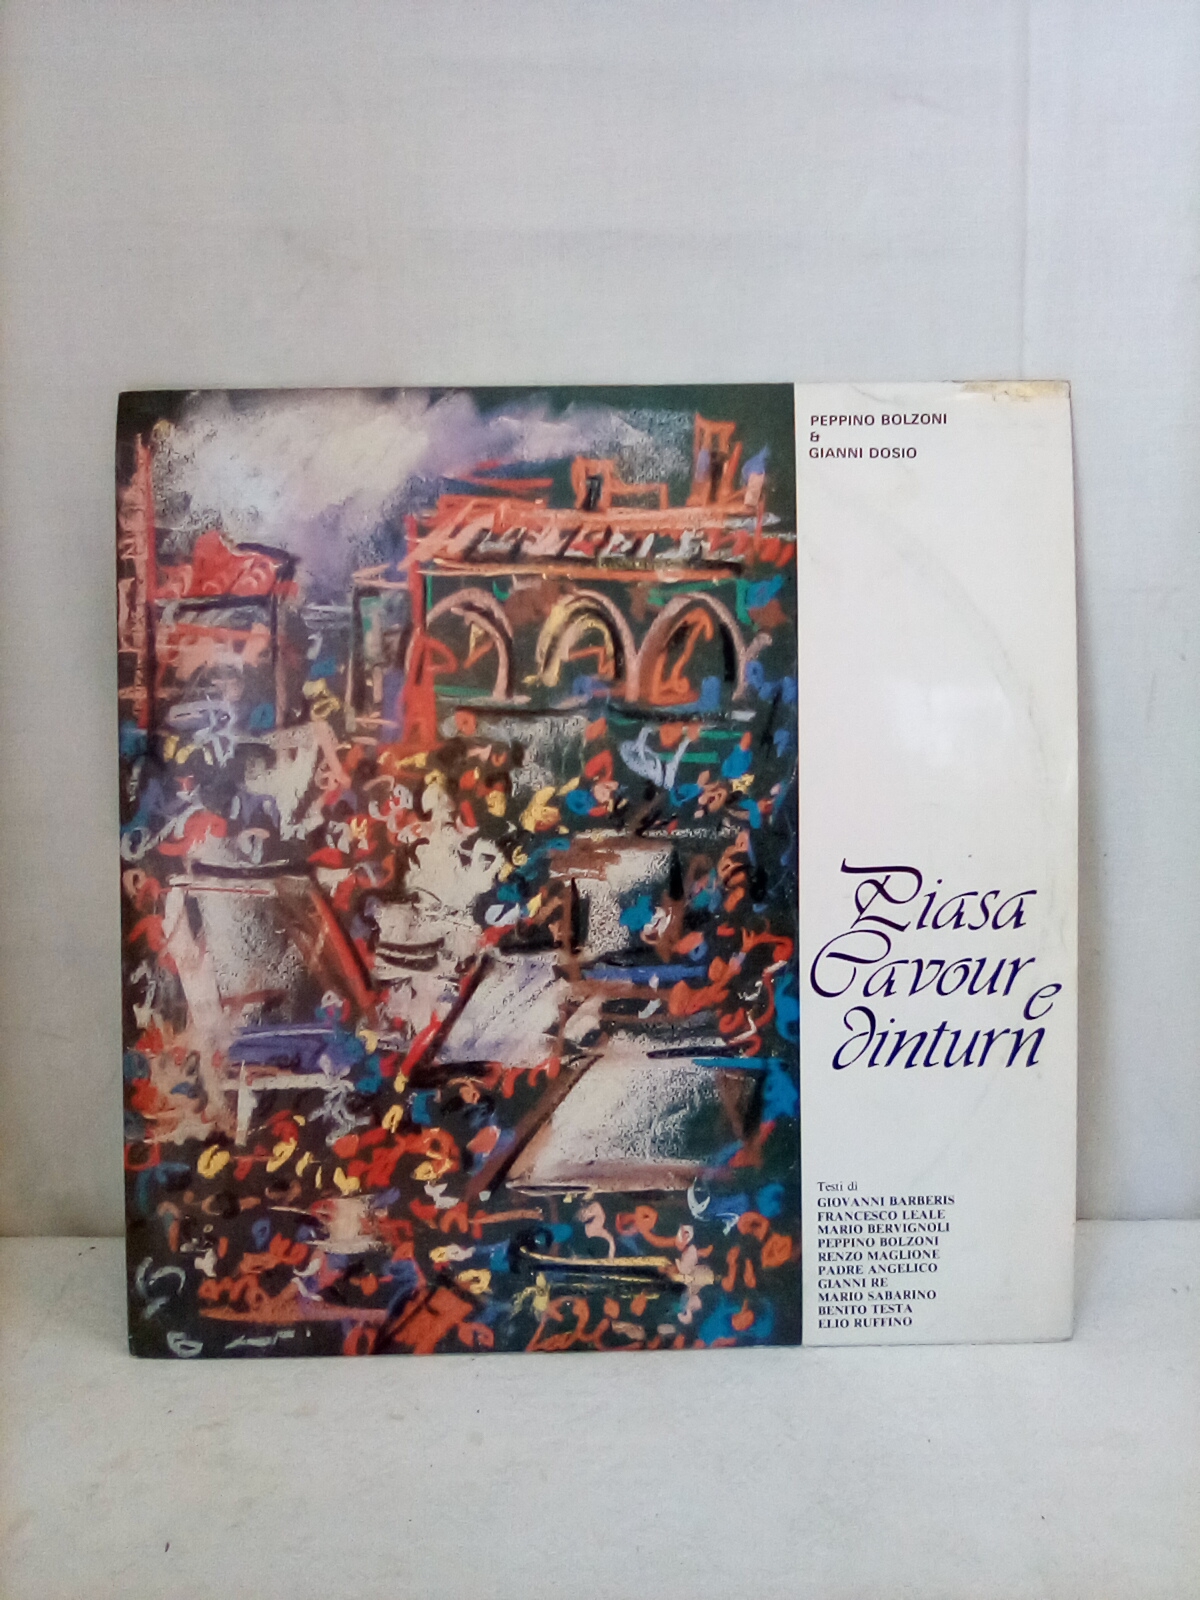 PEPPINO BOLZONI
&
GIANNI DOSIO
Piasa
Cavour e
dinturn
Testi di
GIOVANNI BARBERIS
FRANCESCO LEALE
MARIO BERVIGNOLI
PEPPINO BOLZONI
RENZO MAGLIONE
PADRE ANGELICO
GIANNI RE
MARIO SABARINO
BENITO TESTA
ELIO RUFFINO